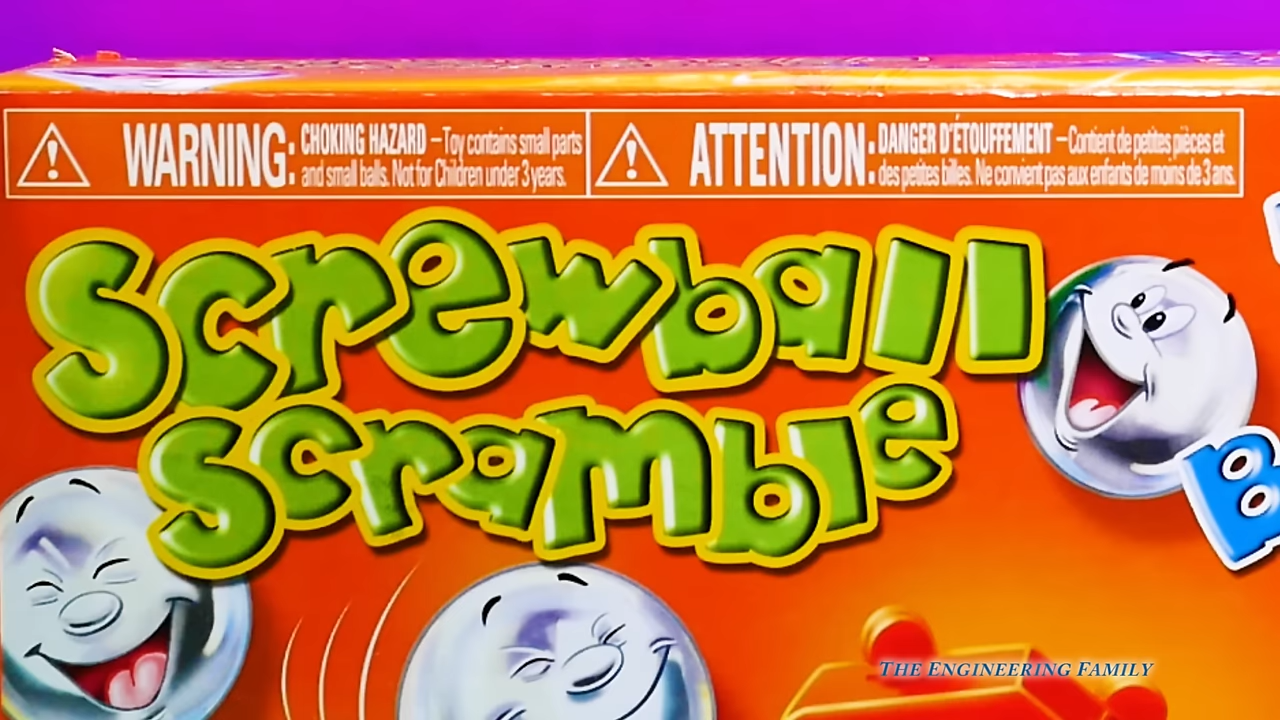 WARNING: CHOKING HAZARD – Toy contains small parts
and small balls. Not for Children under 3 years.
ATTENTION: DANGER D'ÉTOUFFEMENT – Contient de petites pièces et
des petites billes. Ne convient pas aux enfants de moins de 3 ans.
screwball
scramble
B
THE ENGINEERING FAMILY